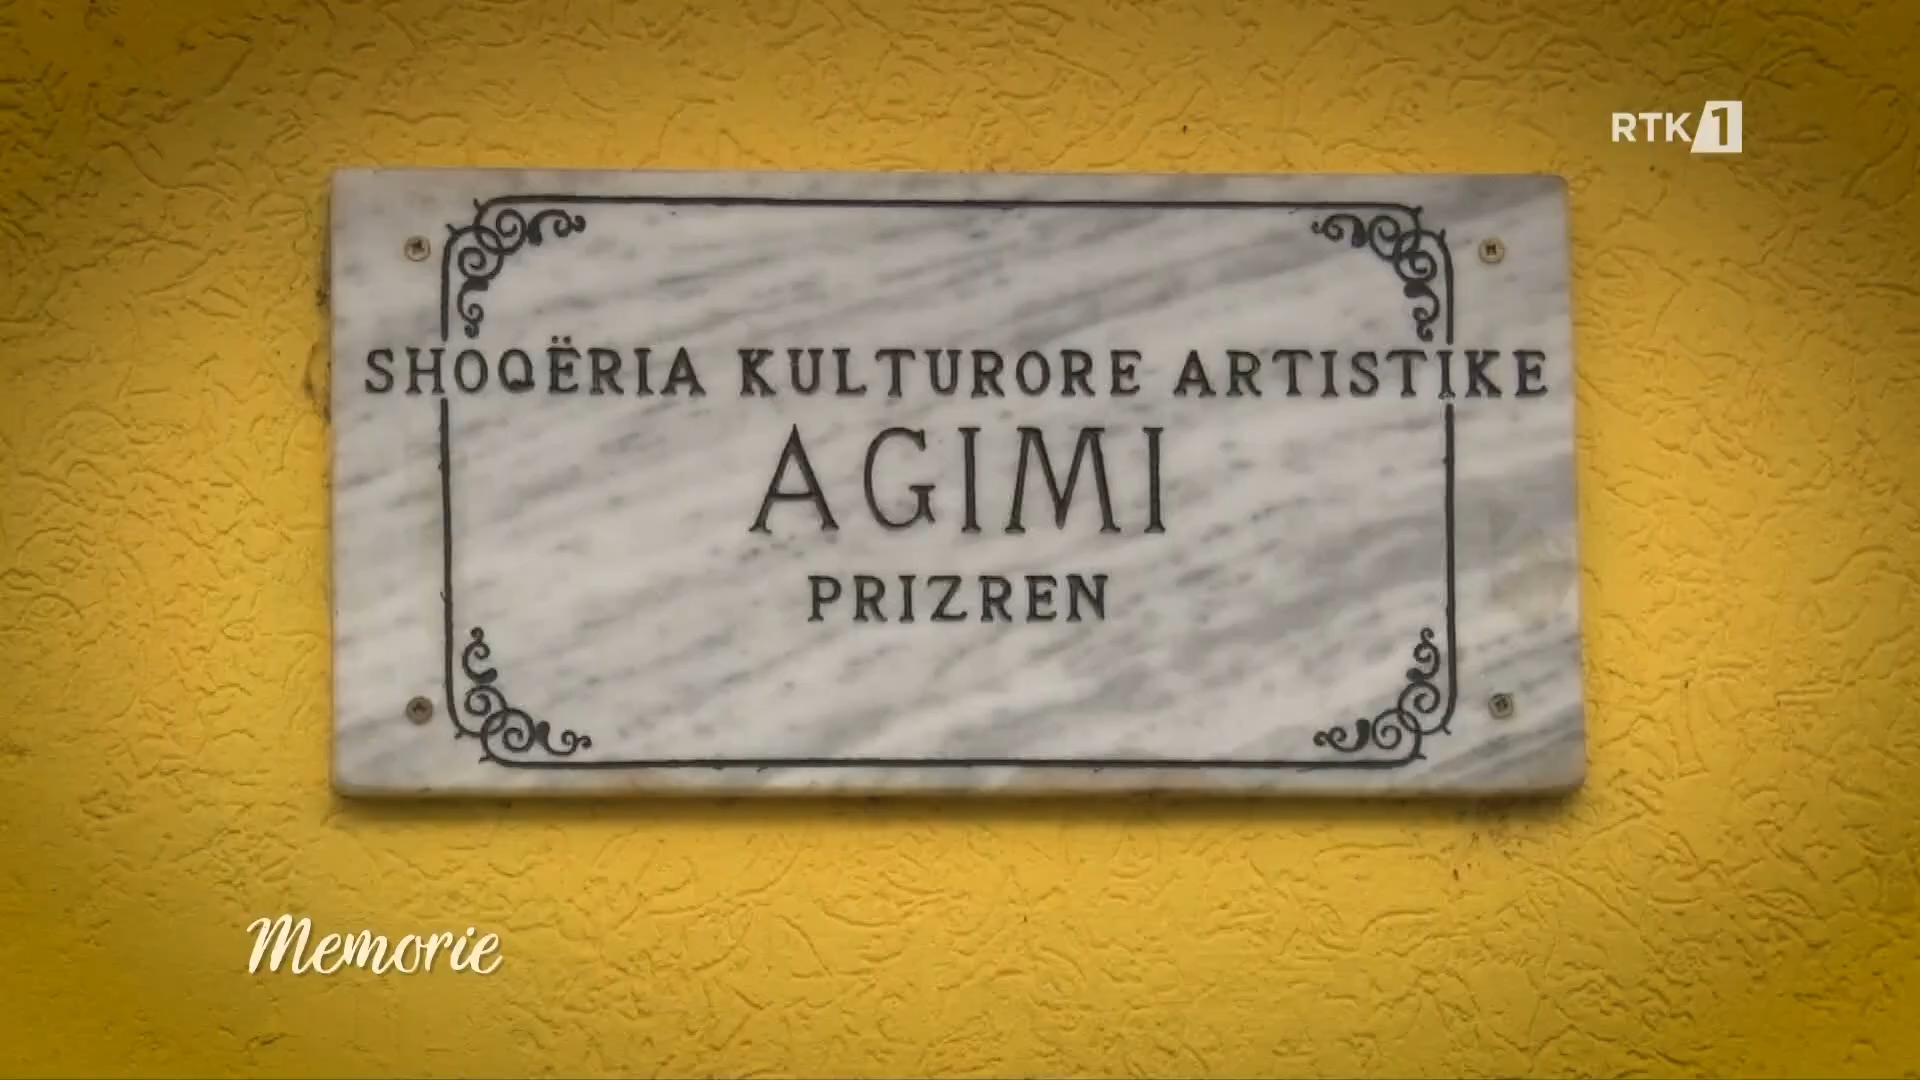 RTK 1
SHOQËRIA KULTURORE ARTISTIKE
AGIMI
PRIZREN
Memorie